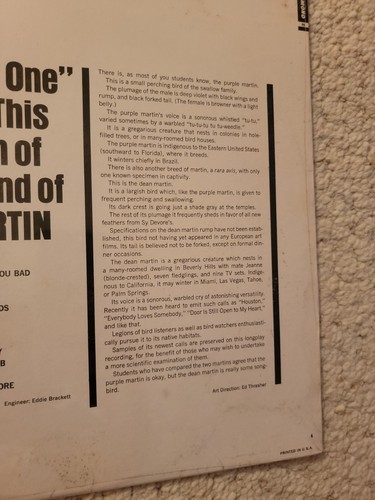 One"
This
n of
nd of
RTIN
OU BAD
DS
B
ORE
Engineer: Eddie Brackett
There is, as most of you students know, the purple martin.
This is a small perching bird of the swallow family.
The plumage of the male is deep violet with black wings and
rump, and black forked tail. (The female is browner with a light
belly.)
The purple martin's voice is a sonorous whistled "tu-tu,"
varied sometimes by a warbled
It is a gregarious creature that nests in colonies in hole-
filled trees, or in many-roomed bird houses.
The purple martin is indigenous to the Eastern United States
(southward to Florida), where it breeds.
It winters chiefly in Brazil.
There is also another breed of martin, a rara avis, with only
one known specimen in captivity.
This is the dean martin.
It is a largish bird which, like the purple martin, is given to
frequent perching and swallowing.
Its dark crest is going just a shade gray at the temples.
The rest of its plumage it frequently sheds in favor of all new
feathers from Sy Devore's.
Specifications on the dean martin rump have not been estab-
lished, this bird not having yet appeared in any European art
films. Its tail is believed not to be forked, except on formal din-
ner occasions.
The dean martin is a gregarious creature which nests in
a many-roomed dwelling in Beverly Hills with mate Jeanne
(blonde-crested), seven fledglings, and nine TV sets. Indige-
nous to California, it may winter in Miami, Las Vegas, Tahoe,
or Palm Springs.
Its voice is a sonorous, warbled cry of astonishing versatility.
Recently it has been heard to emit such calls as "Houston,"
"Everybody Loves Somebody," "Door Is Still Open to My Heart,"
and like that.
Legions of bird listeners as well as bird watchers enthusiasti-
cally pursue it to its native habitats.
Samples of its newest calls are preserved on this longplay
recording, for the benefit of those who may wish to undertake
a more scientific examination of them.
Students who have compared the two martins agree that the
purple martin is okay, but the dean martin is really some song
bird.
Art Direction: Ed Thrasher
PRINTED IN U.S.A.